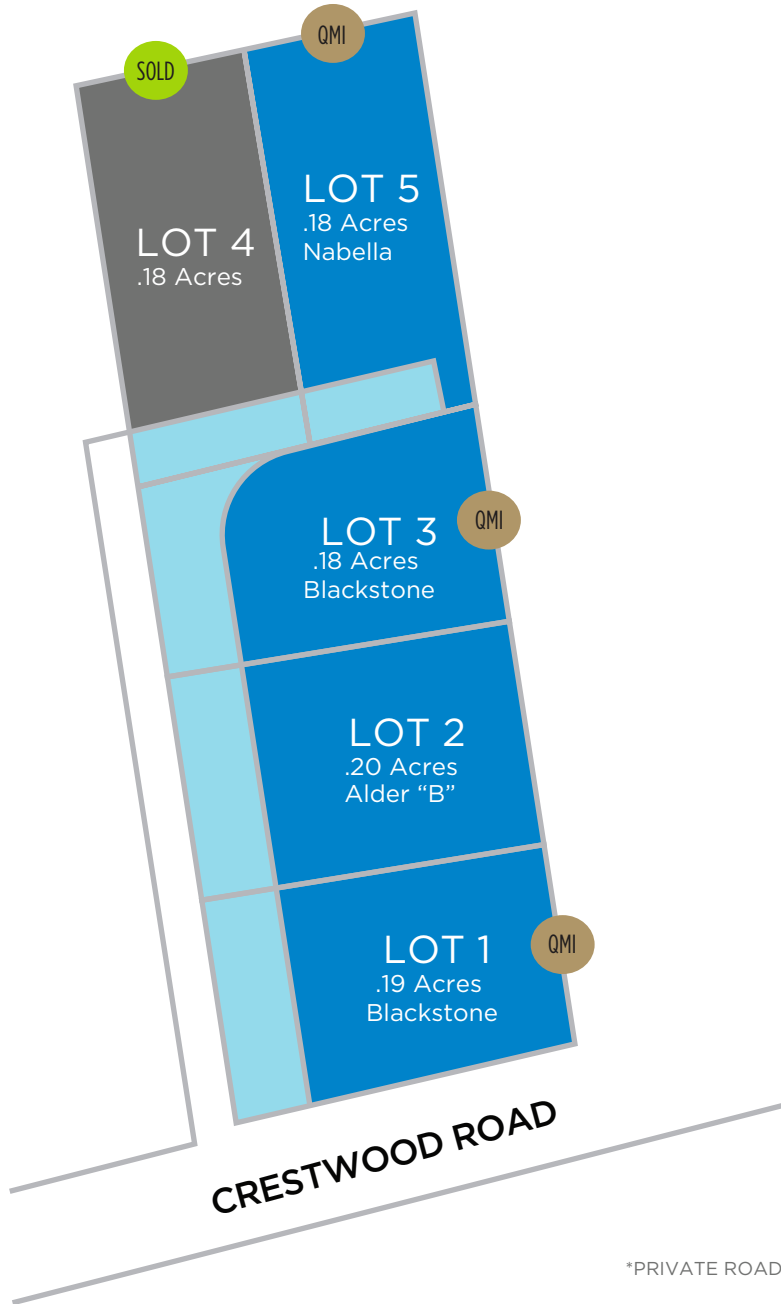 SOLD
QMI
LOT 5
.18 Acres
Nabella
LOT 4
.18 Acres
LOT 3
.18 Acres
Blackstone
QMI
LOT 2
.20 Acres
Alder “B”
LOT 1
.19 Acres
Blackstone
QMI
CRESTWOOD ROAD
*PRIVATE ROAD